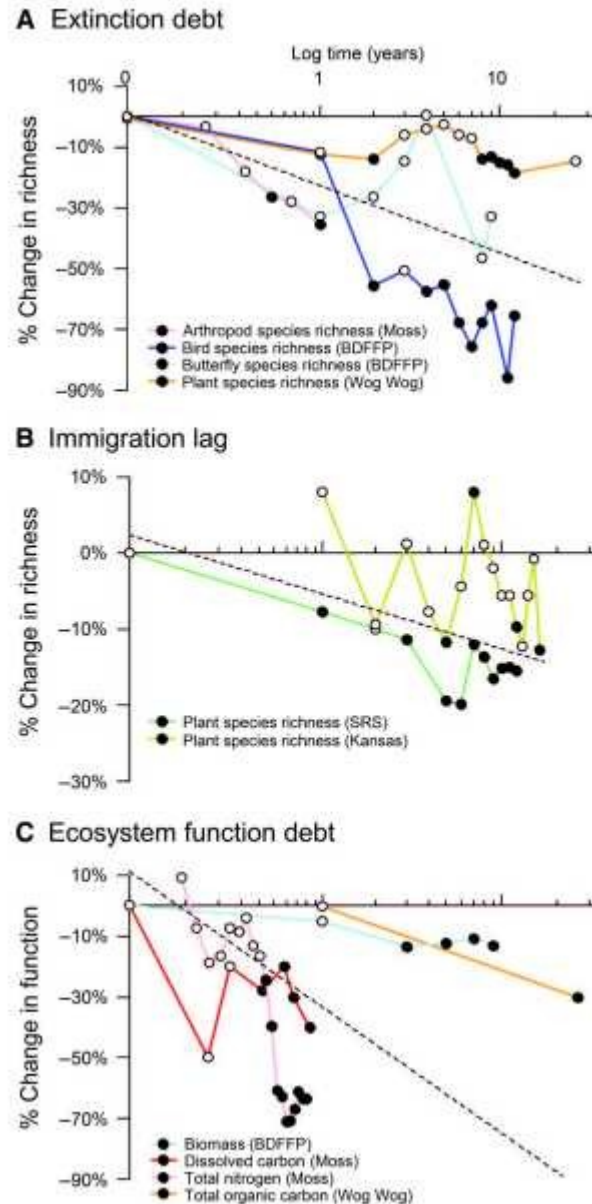 A Extinction debt
Log time (years)
0 1 10
10%
0%
–10%
–30%
–50%
–70%
–90%
% Change in richness
Arthropod species richness (Moss)
Bird species richness (BDFFP)
Butterfly species richness (BDFFP)
Plant species richness (Wog Wog)
B Immigration lag
10%
0%
–10%
–20%
–30%
% Change in richness
Plant species richness (SRS)
Plant species richness (Kansas)
C Ecosystem function debt
10%
0%
–10%
–30%
–50%
–70%
–90%
% Change in function
Biomass (BDFFP)
Dissolved carbon (Moss)
Total nitrogen (Moss)
Total organic carbon (Wog Wog)